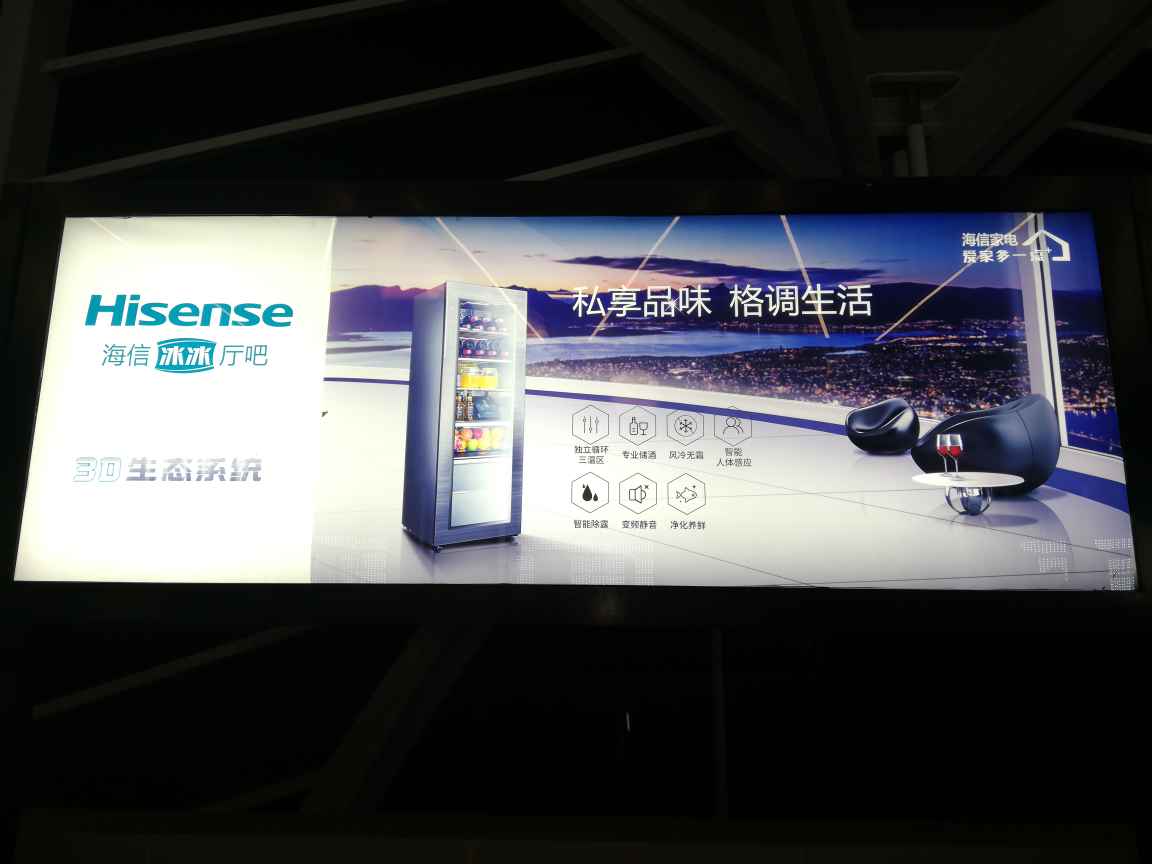 Hisense
海信 冰冰 厅吧
3D生态系统
海信家电
爱家多一点
私享品味 格调生活
独立循环
三温区
专业储酒
风冷无霜
智能
人体感应
智能除露
变频静音
净化养鲜